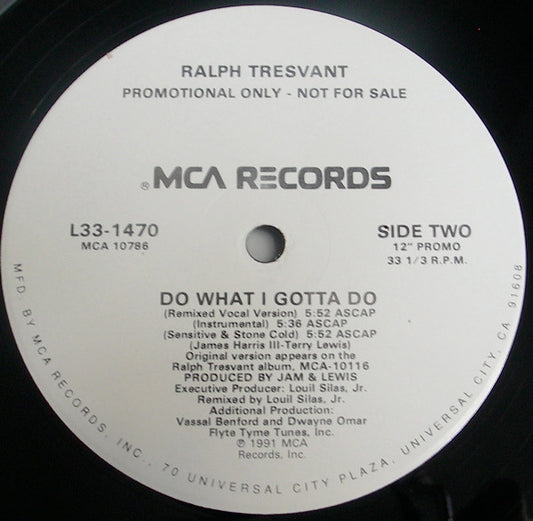 RALPH TRESVANT
PROMOTIONAL ONLY - NOT FOR SALE
® MCA RECORDS
L33-1470
MCA 10786
SIDE TWO
12" PROMO
33 1/3 R.P.M.
DO WHAT I GOTTA DO
(Remixed Vocal Version) 5:52 ASCAP
(Instrumental) 5:36 ASCAP
(Sensitive & Stone Cold) 5:52 ASCAP
(James Harris III-Terry Lewis)
Original version appears on the
Ralph Tresvant album, MCA-10116
PRODUCED BY JAM & LEWIS
Executive Producer: Louil Silas, Jr.
Remixed by Louil Silas, Jr.
Additional Production:
Vassal Benford and Dwayne Omar
Flyte Tyme Tunes, Inc.
℗ 1991 MCA
Records, Inc.
MFD. BY MCA RECORDS, INC., 70 UNIVERSAL CITY PLAZA, UNIVERSAL CITY, CA 91608